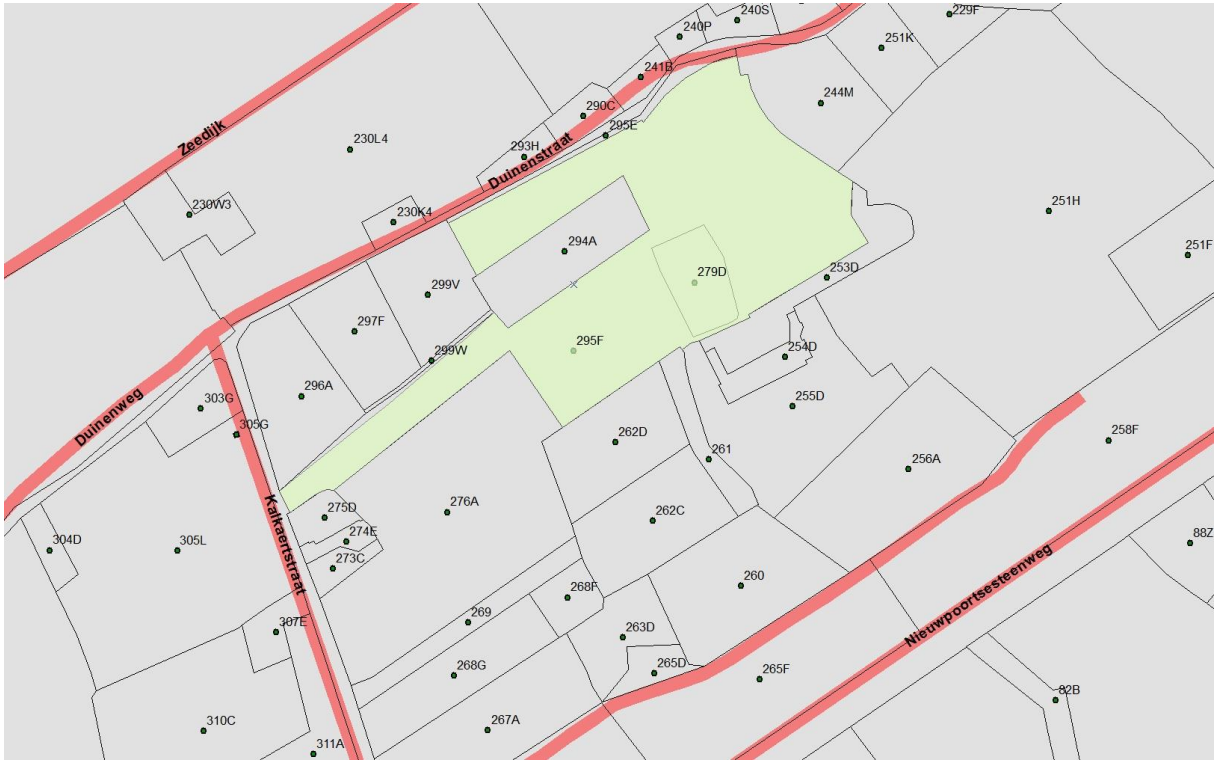 240S
229F
240P
251K
241B
244M
290C
295E
Zeedijk
230L4
293H
Duinenstraat
230W3
230K4
251H
294A
251F
279D
253D
299V
297F
295F
254D
299W
296A
255D
Duinenweg
303G
305G
262D
261
258F
256A
Kalkaertstraat
275D
276A
262C
274E
304D
305L
273C
88Z
Nieuwpoortsesteenweg
260
268F
269
307E
263D
268G
265D
265F
82B
310C
267A
311A